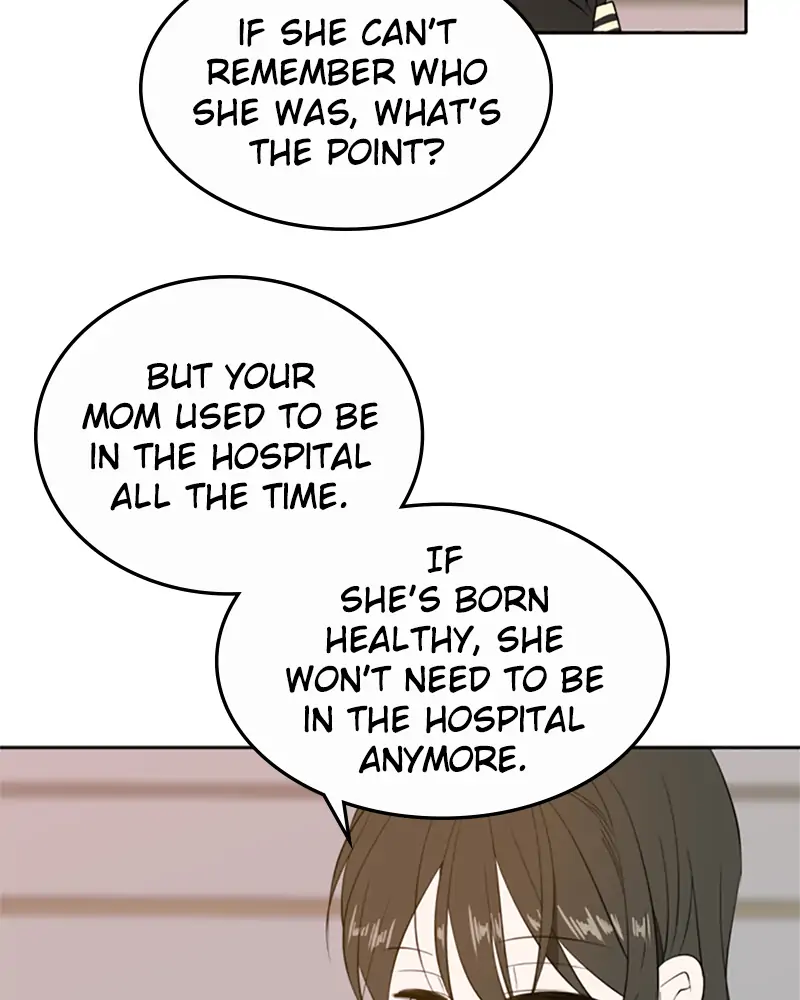 IF SHE CAN'T
REMEMBER WHO
SHE WAS, WHAT'S
THE POINT?
BUT YOUR
MOM USED TO BE
IN THE HOSPITAL
ALL THE TIME.
IF
SHE'S BORN
HEALTHY, SHE
WON'T NEED TO BE
IN THE HOSPITAL
ANYMORE.